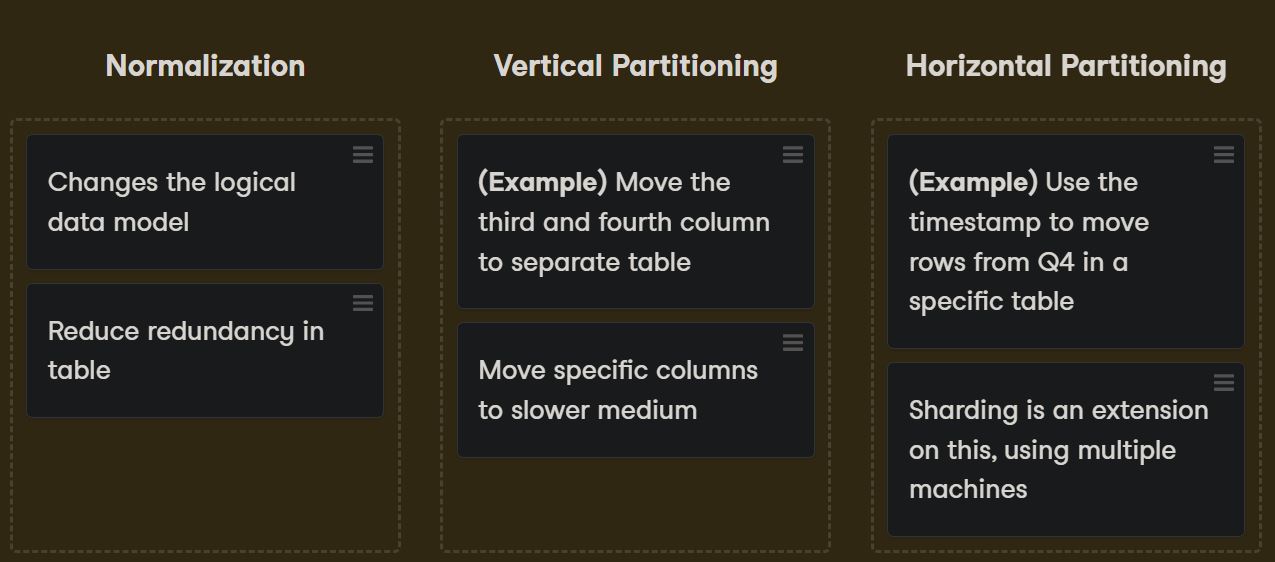 Normalization
Changes the logical
data model
Reduce redundancy in
table
Vertical Partitioning
(Example) Move the
third and fourth column
to separate table
Move specific columns
to slower medium
Horizontal Partitioning
(Example) Use the
timestamp to move
rows from Q4 in a
specific table
Sharding is an extension
on this, using multiple
machines